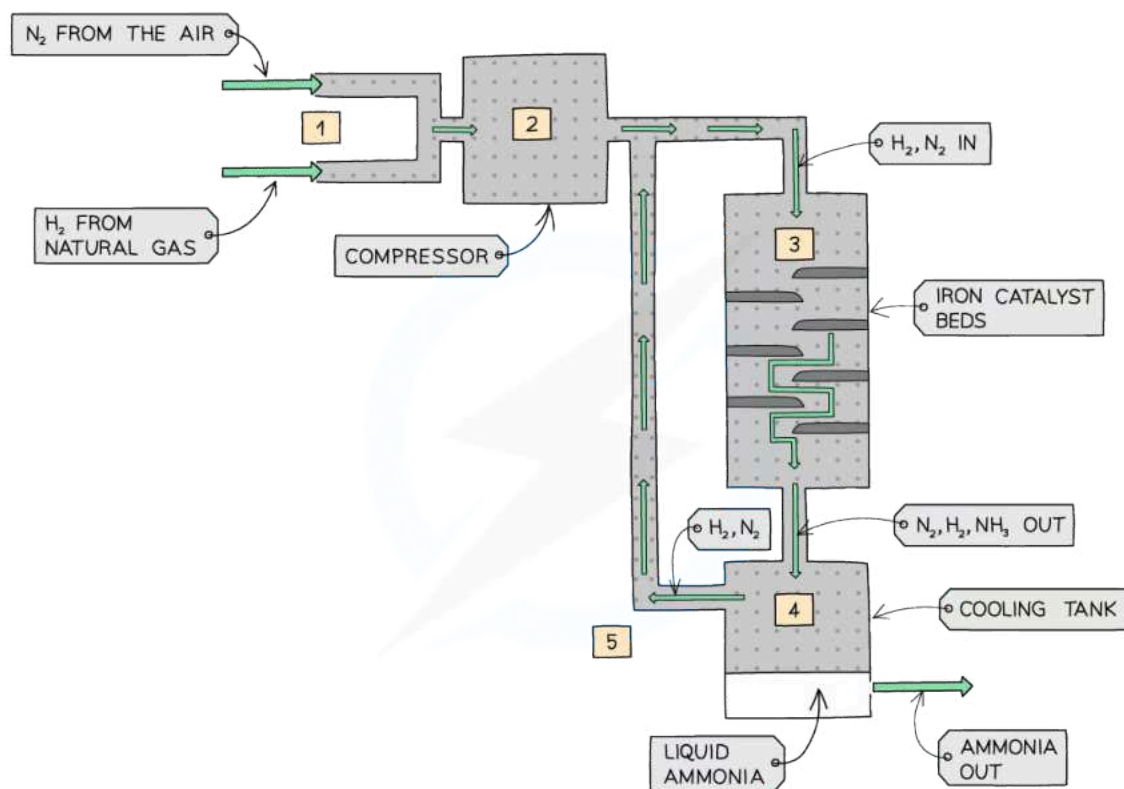 N₂ FROM THE AIR
1
2
H₂ FROM
NATURAL GAS
COMPRESSOR
H₂, N₂ IN
3
IRON CATALYST
BEDS
H₂, N₂
N₂, H₂, NH₃ OUT
4
COOLING TANK
5
LIQUID
AMMONIA
AMMONIA
OUT